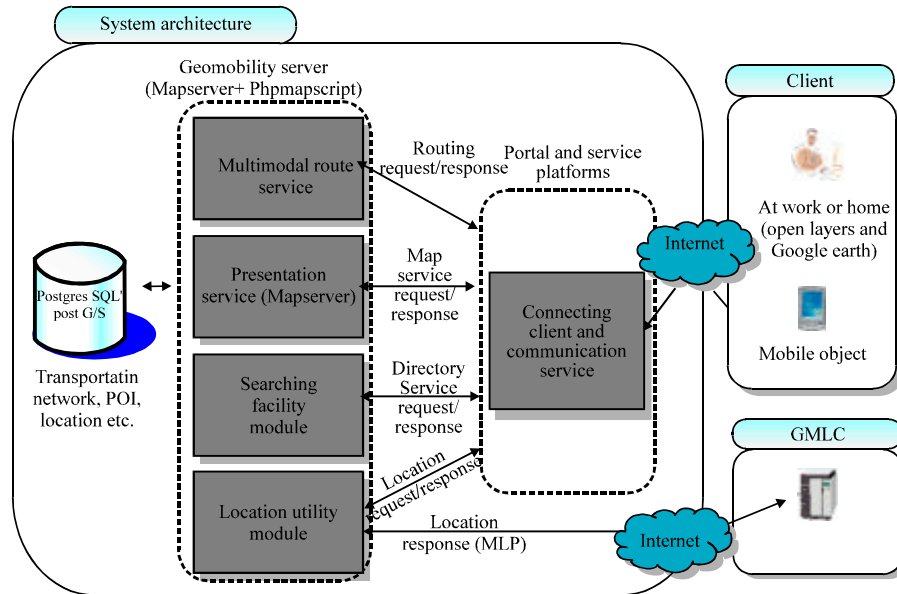 System architecture
Geomobility server
(Mapserver+ Phpmapscript)
Multimodal route
service
Presentation
service (Mapserver)
Searching
facility
module
Location utility
module
Postgres SQL'
post G/S
Transportatin
network, POI,
location etc.
Routing
request/response
Map
service
request/
response
Directory
Service
request/
response
Location
request/response
Location
response (MLP)
Portal and service
platforms
Connecting
client and
communication
service
Internet
Internet
Client
At work or home
(open layers and
Google earth)
Mobile object
GMLC